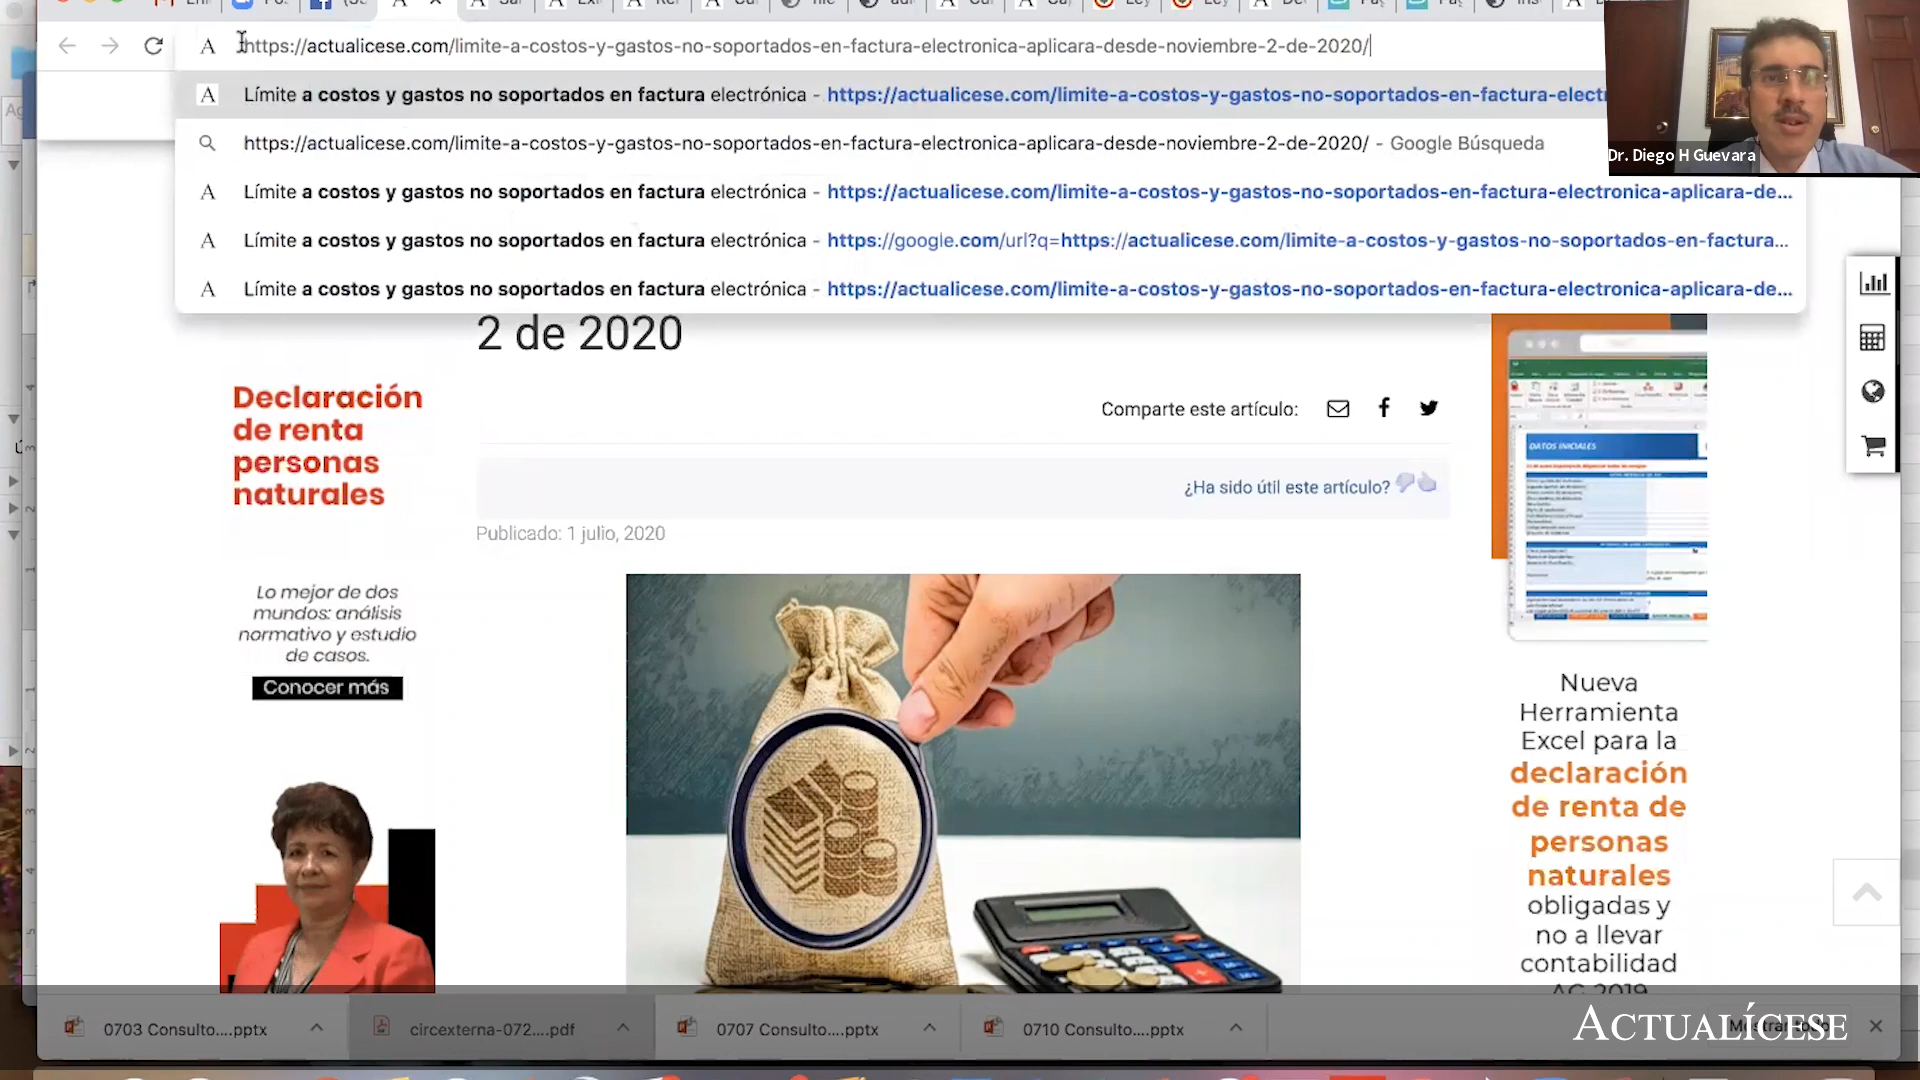 https://actualicese.com/limite-a-costos-y-gastos-no-soportados-en-factura-electronica-aplicara-desde-noviembre-2-de-2020/
Límite a costos y gastos no soportados en factura electrónica - https://actualicese.com/limite-a-costos-y-gastos-no-soportados-en-factura-electr
https://actualicese.com/limite-a-costos-y-gastos-no-soportados-en-factura-electronica-aplicara-desde-noviembre-2-de-2020/ - Google Búsqueda
Límite a costos y gastos no soportados en factura electrónica - https://actualicese.com/limite-a-costos-y-gastos-no-soportados-en-factura-electronica-aplicara-de...
Límite a costos y gastos no soportados en factura electrónica - https://google.com/url?q=https://actualicese.com/limite-a-costos-y-gastos-no-soportados-en-factura...
Límite a costos y gastos no soportados en factura electrónica - https://actualicese.com/limite-a-costos-y-gastos-no-soportados-en-factura-electronica-aplicara-de...
Dr. Diego H Guevara
2 de 2020
Comparte este artículo:
¿Ha sido útil este artículo?
Publicado: 1 julio, 2020
Declaración
de renta
personas
naturales
Lo mejor de dos
mundos: análisis
normativo y estudio
de casos.
Conocer más
DATOS INICIALES
Nueva
Herramienta
Excel para la
declaración
de renta de
personas
naturales
obligadas y
no a llevar
contabilidad
AG 2019
0703 Consulto....pptx
circexterna-072....pdf
0707 Consulto....pptx
0710 Consulto....pptx
Mostrar todo
ACTUALÍCESE